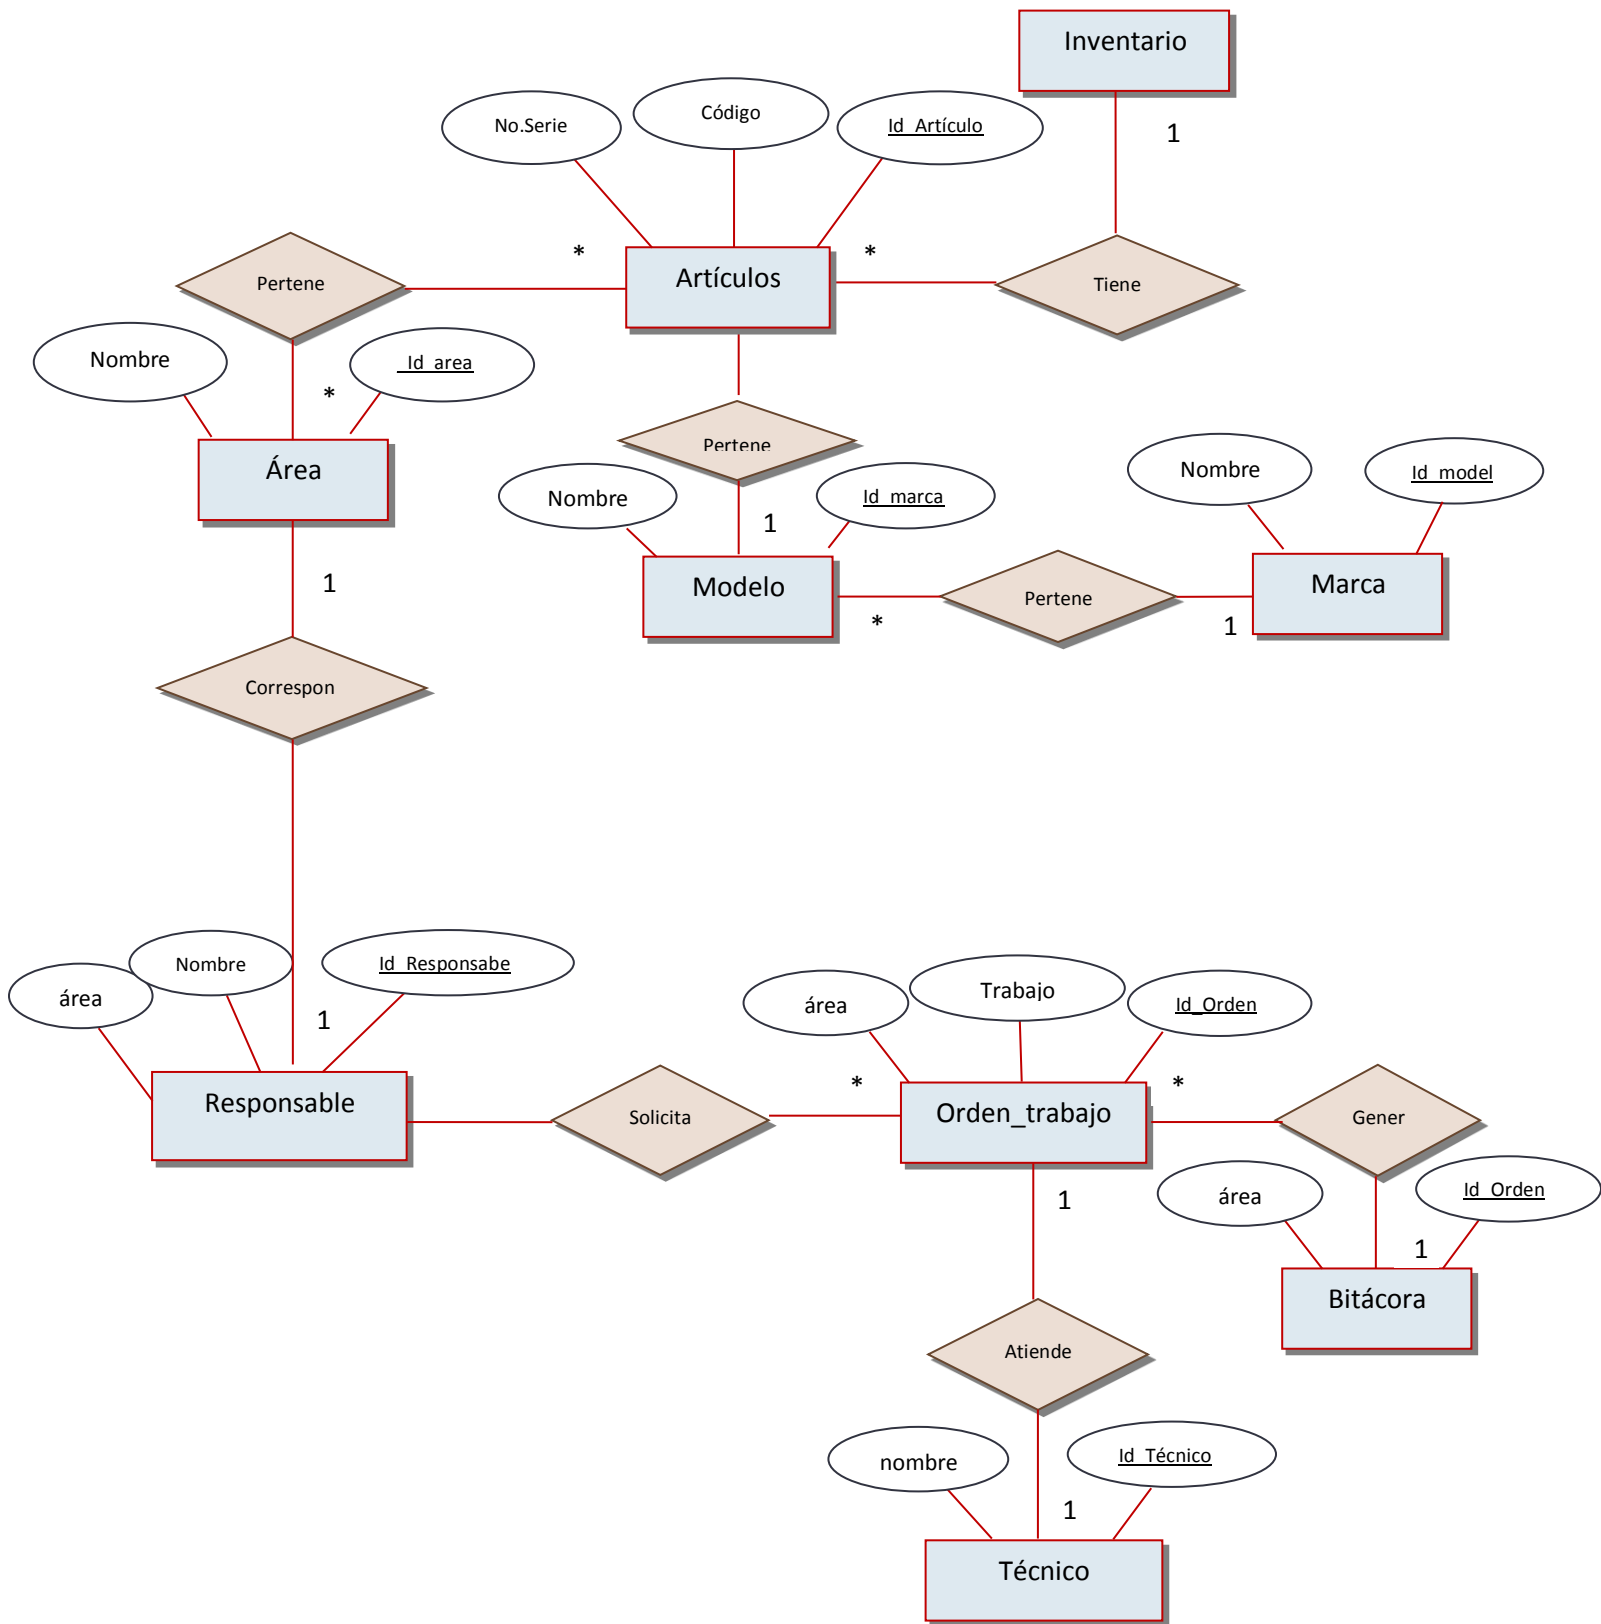 Inventario
1
No.Serie
Código
Id_Artículo
*
*
Artículos
Pertene
Tiene
Nombre
Id_area
*
Área
Pertene
Nombre
Id_marca
Nombre
Id_model
1
Modelo
*
Pertene
1
Marca
1
Correspon
área
Nombre
Id_Responsabe
1
Responsable
Solicita
área
Trabajo
Id_Orden
*
*
Orden_trabajo
Gener
área
Id_Orden
1
1
Bitácora
Atiende
nombre
Id_Técnico
1
Técnico